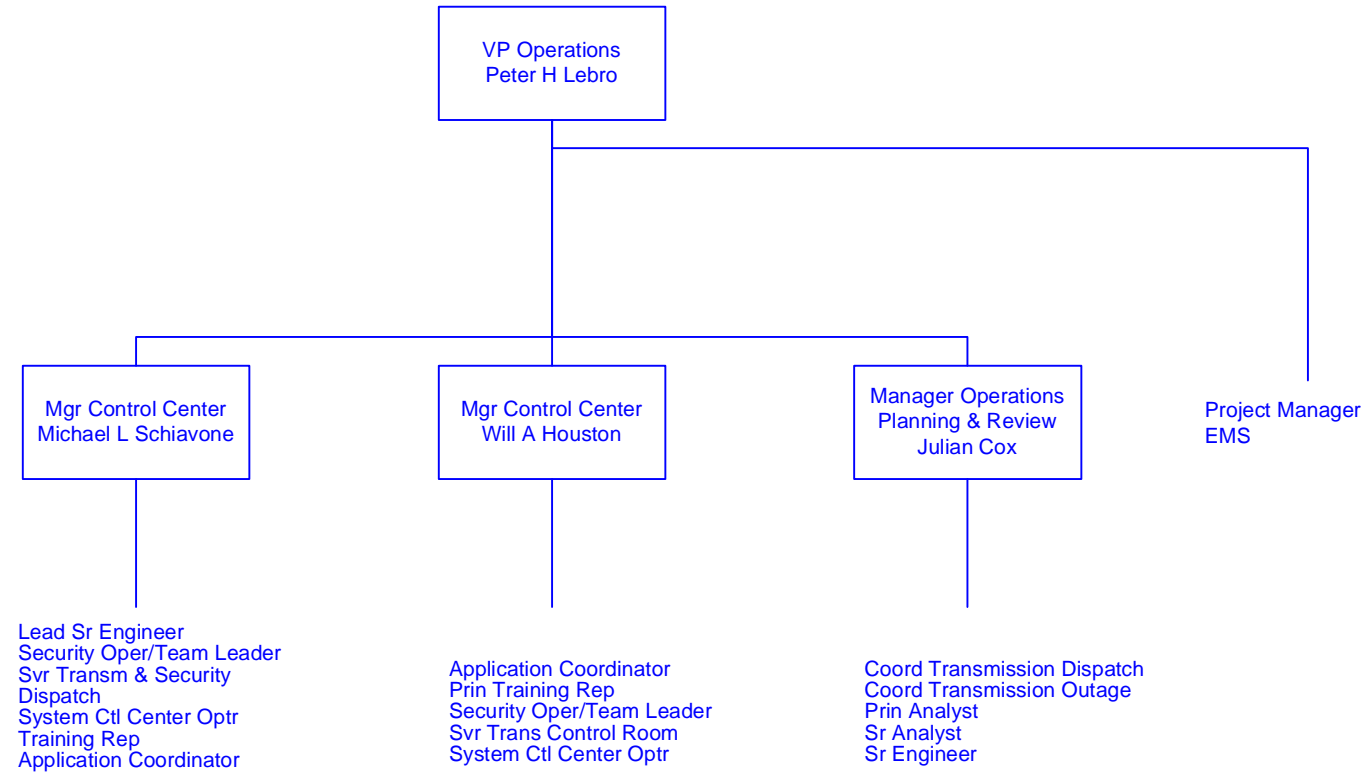 VP Operations
Peter H Lebro
Mgr Control Center
Michael L Schiavone
Mgr Control Center
Will A Houston
Manager Operations
Planning & Review
Julian Cox
Project Manager
EMS
Lead Sr Engineer
Security Oper/Team Leader
Svr Transm & Security
Dispatch
System Ctl Center Optr
Training Rep
Application Coordinator
Application Coordinator
Prin Training Rep
Security Oper/Team Leader
Svr Trans Control Room
System Ctl Center Optr
Coord Transmission Dispatch
Coord Transmission Outage
Prin Analyst
Sr Analyst
Sr Engineer